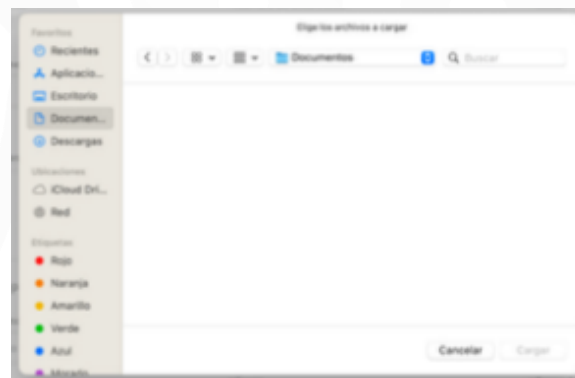 Elige los archivos a cargar
Favoritos
Recientes
Aplicacio...
Escritorio
Documen...
Descargas
Documentos
Buscar
Ubicaciones
iCloud Dri...
Red
Etiquetas
Rojo
Naranja
Amarillo
Verde
Azul
Morado
Cancelar
Cargar